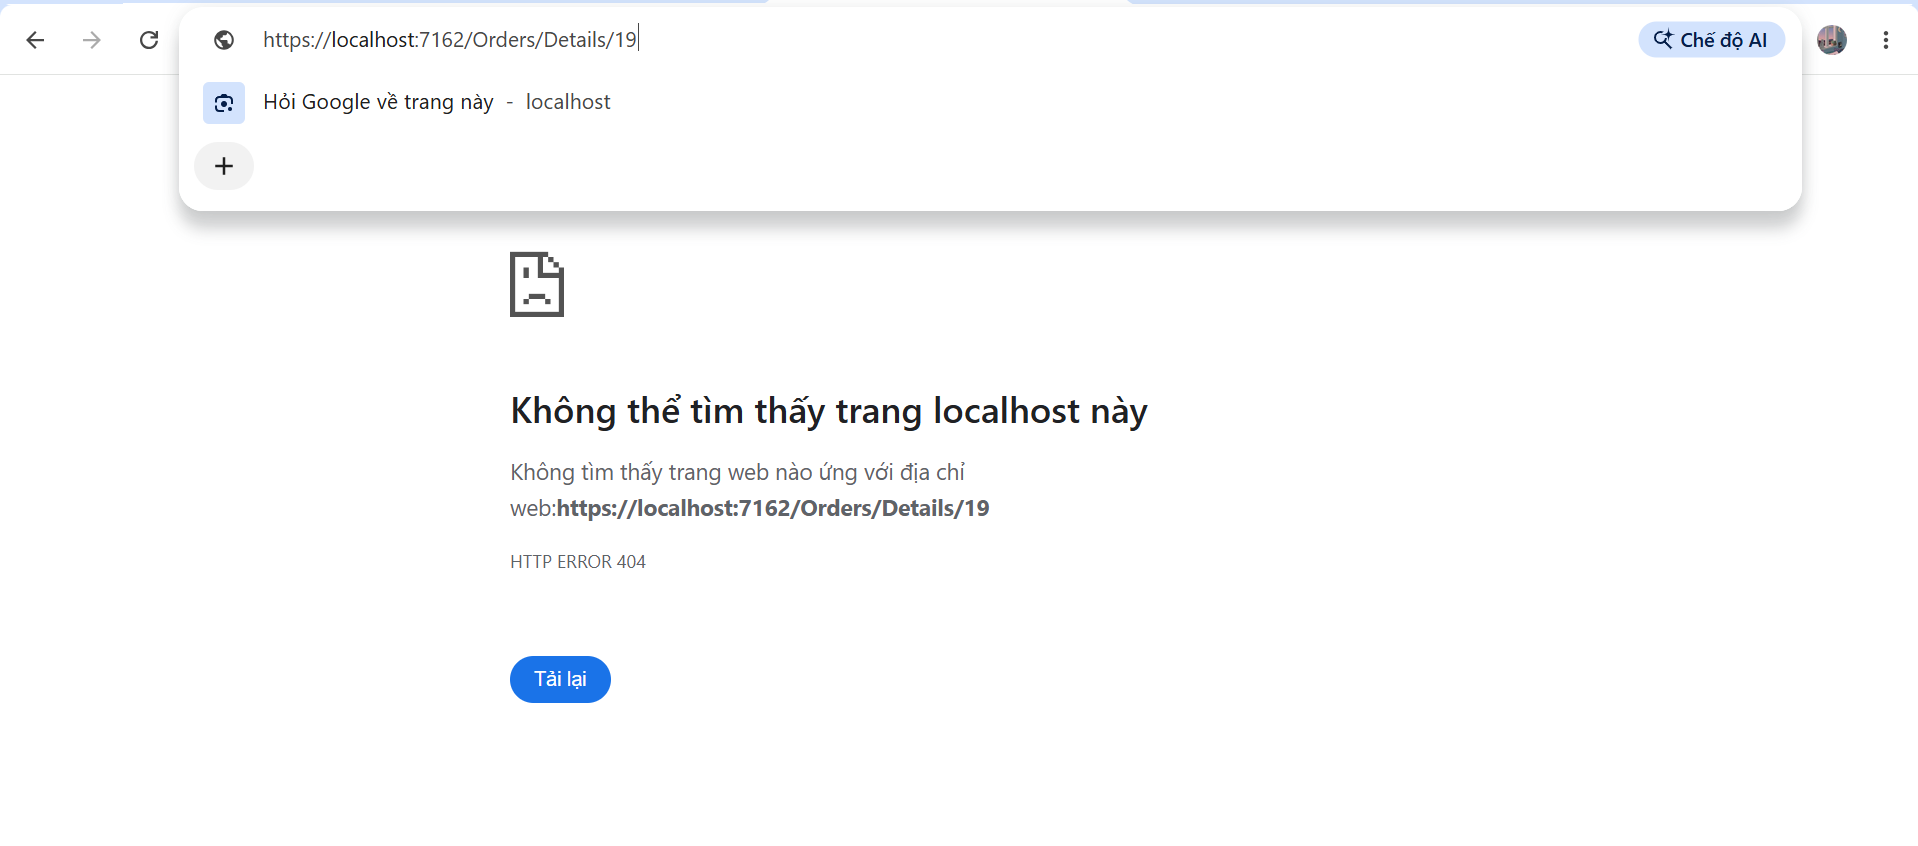 https://localhost:7162/Orders/Details/19
Chế độ AI
Hỏi Google về trang này - localhost
Không thể tìm thấy trang localhost này
Không tìm thấy trang web nào ứng với địa chỉ
web:https://localhost:7162/Orders/Details/19
HTTP ERROR 404
Tải lại